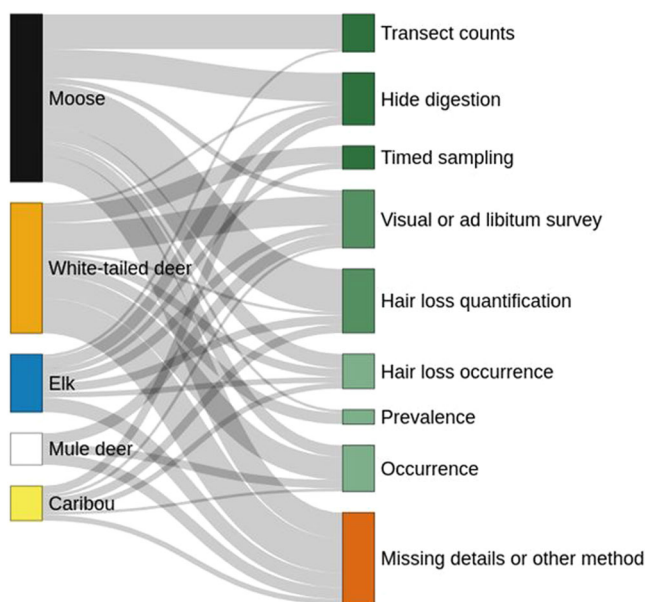 Moose
White-tailed deer
Elk
Mule deer
Caribou
Transect counts
Hide digestion
Timed sampling
Visual or ad libitum survey
Hair loss quantification
Hair loss occurrence
Prevalence
Occurrence
Missing details or other method